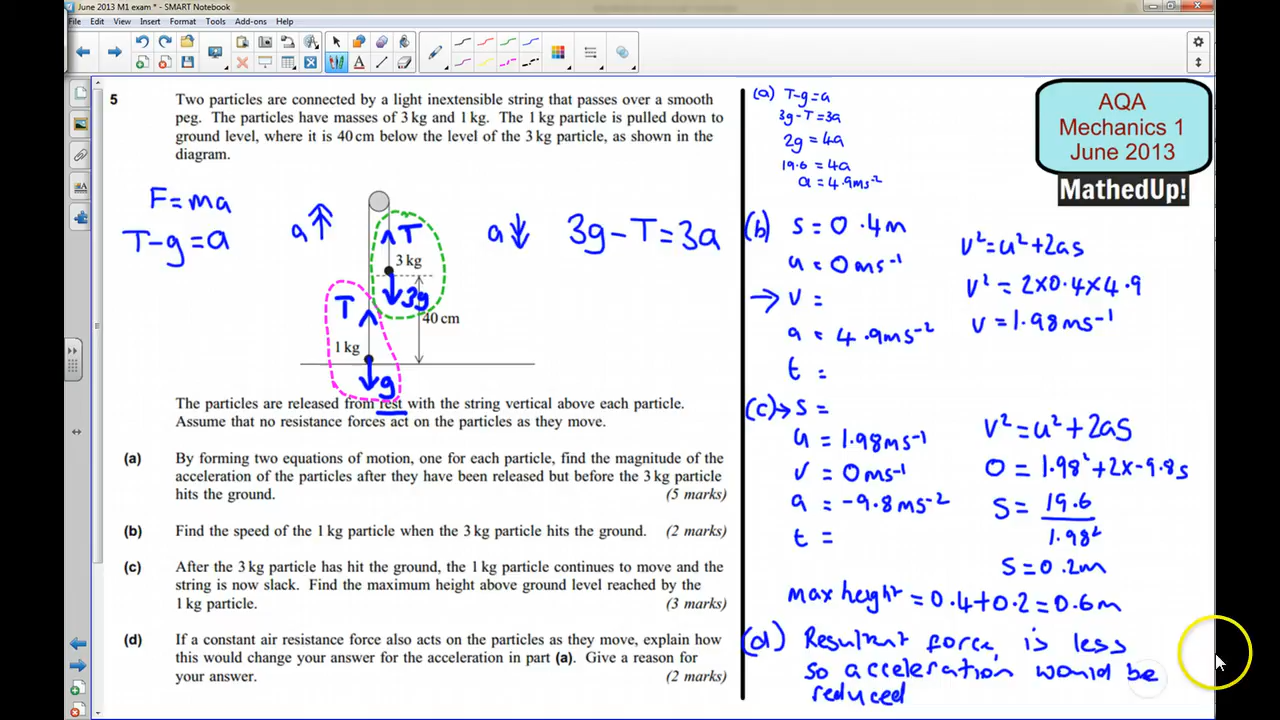 June 2013 M1 exam * - SMART Notebook
File Edit View Insert Format Tools Add-ons Help
5 Two particles are connected by a light inextensible string that passes over a smooth
peg. The particles have masses of 3 kg and 1 kg. The 1 kg particle is pulled down to
ground level, where it is 40 cm below the level of the 3 kg particle, as shown in the
diagram.
F=ma
T-g=a
a
T
3 kg
3g
T
40 cm
1 kg
g
a
3g-T=3a
The particles are released from rest with the string vertical above each particle.
Assume that no resistance forces act on the particles as they move.
(a) By forming two equations of motion, one for each particle, find the magnitude of the
acceleration of the particles after they have been released but before the 3 kg particle
hits the ground. (5 marks)
(b) Find the speed of the 1 kg particle when the 3 kg particle hits the ground. (2 marks)
(c) After the 3 kg particle has hit the ground, the 1 kg particle continues to move and the
string is now slack. Find the maximum height above ground level reached by the
1 kg particle. (3 marks)
(d) If a constant air resistance force also acts on the particles as they move, explain how
this would change your answer for the acceleration in part (a). Give a reason for
your answer. (2 marks)
(a) T-g=a
3g-T=3a
2g=4a
19.6=4a
a=4.9ms⁻²
AQA
Mechanics 1
June 2013
MathedUp!
(b) s=0.4m
u=0ms⁻¹
→ v=
a=4.9ms⁻²
t=
v²=u²+2as
v²=2×0.4×4.9
v=1.98ms⁻¹
(c)→ s=
u=1.98ms⁻¹
v=0ms⁻¹
a=-9.8ms⁻²
t=
v²=u²+2as
0=1.98²+2x-9.8s
s=19.6/1.98²
s=0.2m
max height=0.4+0.2=0.6m
(d) Resultant force, is less
so acceleration would be
reduced